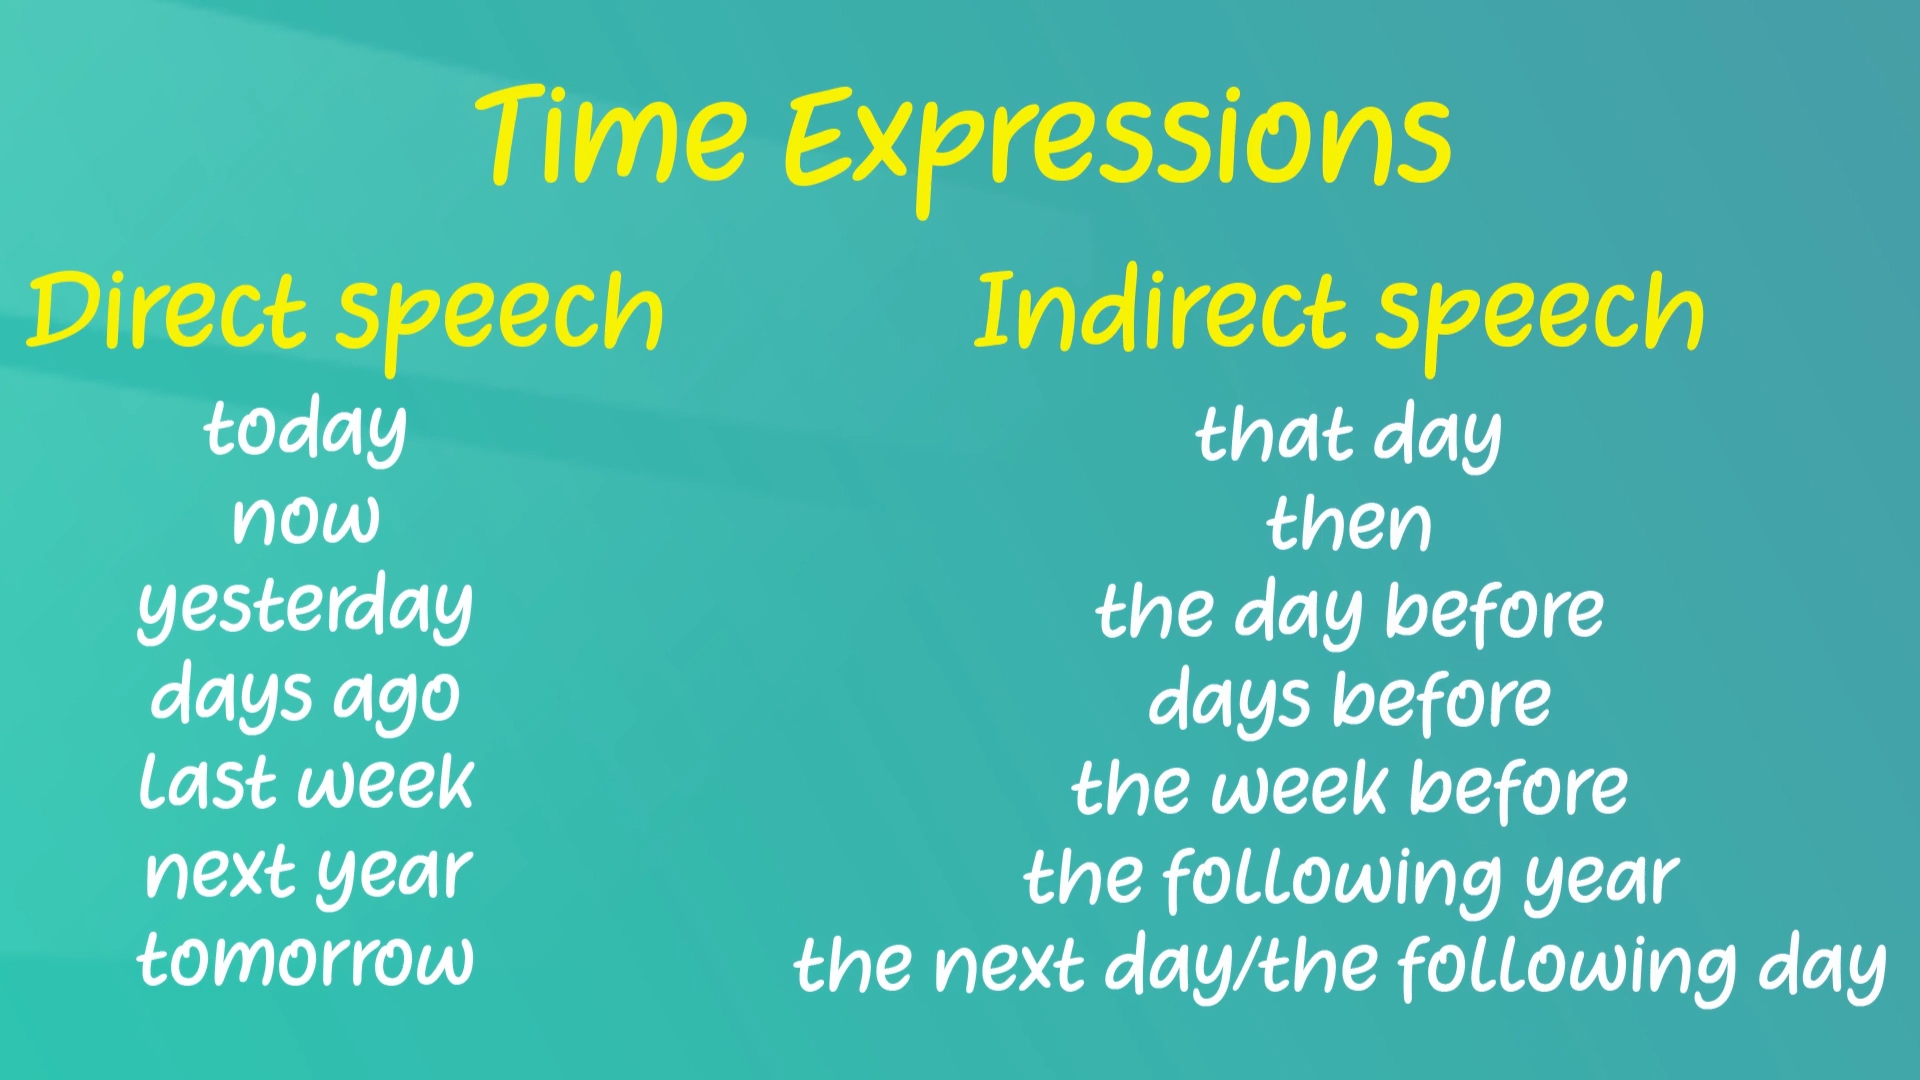 Time Expressions
Direct speech
today
now
yesterday
days ago
last week
next year
tomorrow
Indirect speech
that day
then
the day before
days before
the week before
the following year
the next day/the following day